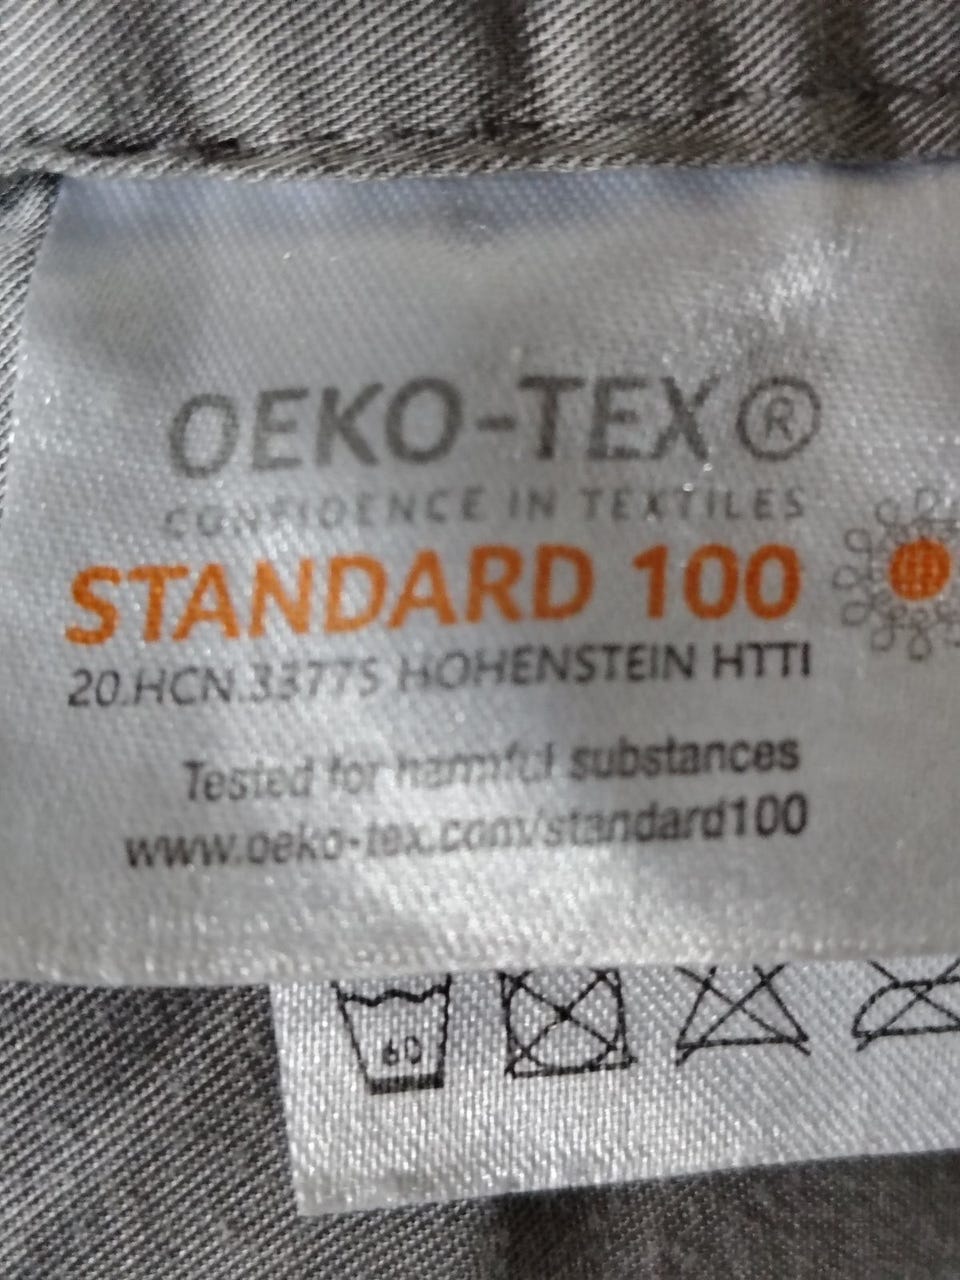 OEKO-TEX®
CONFIDENCE IN TEXTILES
STANDARD 100
20.HCN.33775 HOHENSTEIN HTTI
Tested for harmful substances
www.oeko-tex.com/standard100
60